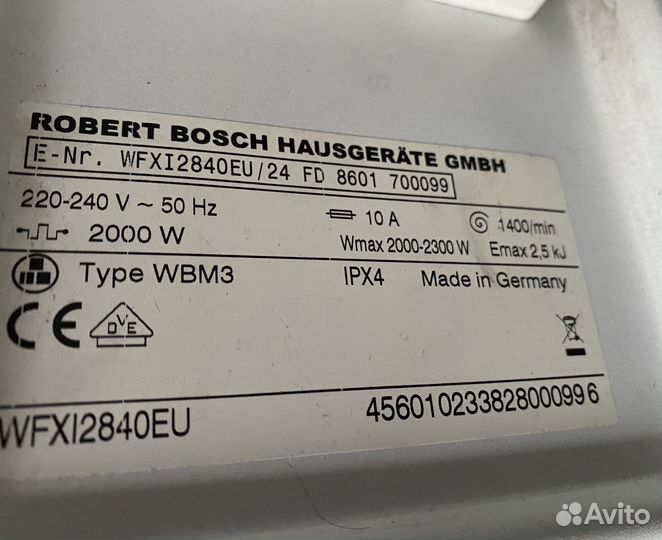 ROBERT BOSCH HAUSGERÄTE GMBH
E-Nr. WFXI2840EU/24 FD 8601 700099
220-240 V ~ 50 Hz 10 A 1400/min
2000 W Wmax 2000-2300 W Emax 2,5 kJ
Type WBM3 IPX4 Made in Germany
CE DVE
WFXI2840EU 456010233828000996
Avito